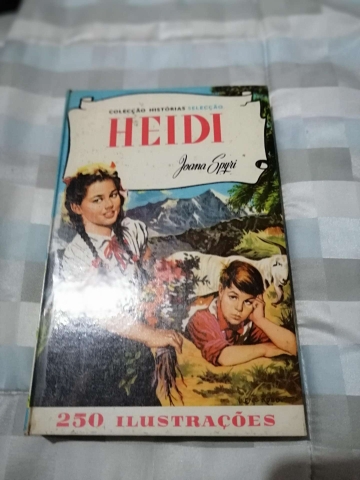 COLECÇÃO HISTÓRIAS SELECÇÃO
HEIDI
Joana Spyri
250 ILUSTRAÇÕES